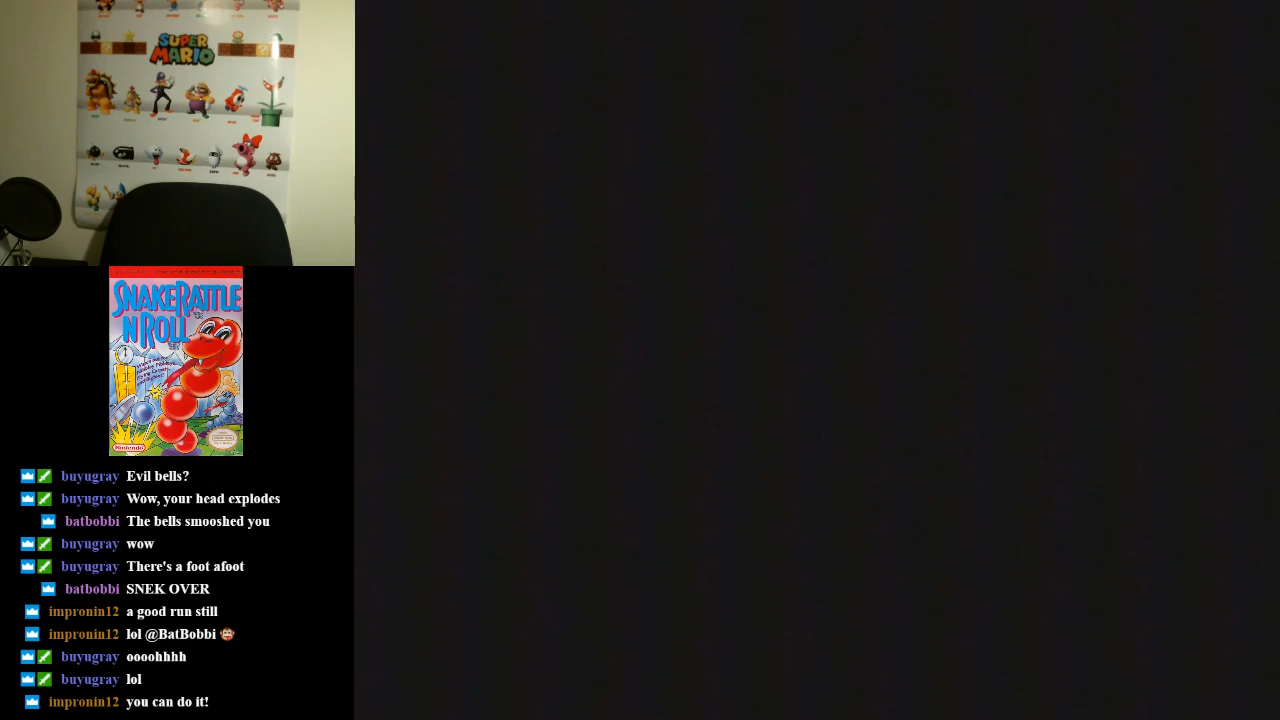 SUPER
MARIO
SNAKE RATTLE
N ROLL
Nintendo
buyugray Evil bells?
buyugray Wow, your head explodes
batbobbi The bells smooshed you
buyugray wow
buyugray There's a foot afoot
batbobbi SNEK OVER
impronin12 a good run still
impronin12 lol @BatBobbi 🐵
buyugray oooohhhh
buyugray lol
impronin12 you can do it!